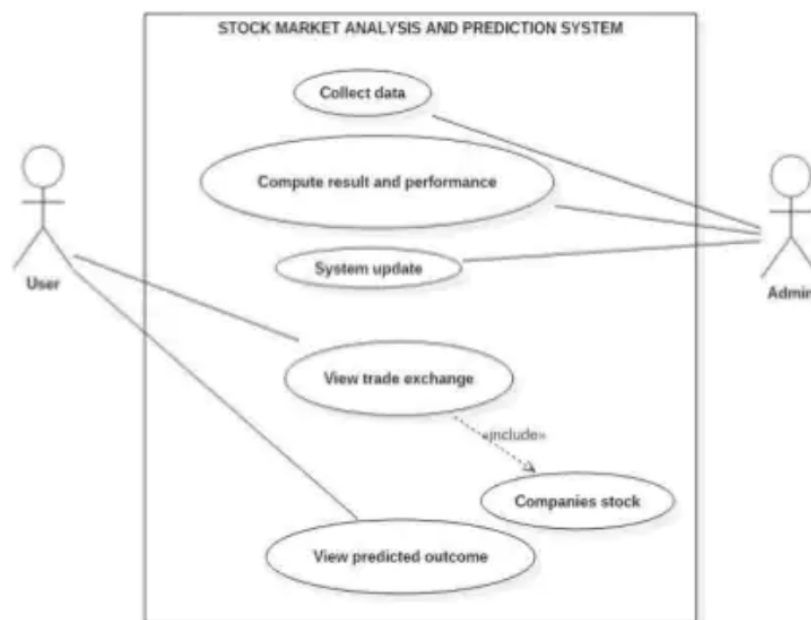 STOCK MARKET ANALYSIS AND PREDICTION SYSTEM
Collect data
Compute result and performance
System update
User
Admin
View trade exchange
«include»
Companies stock
View predicted outcome